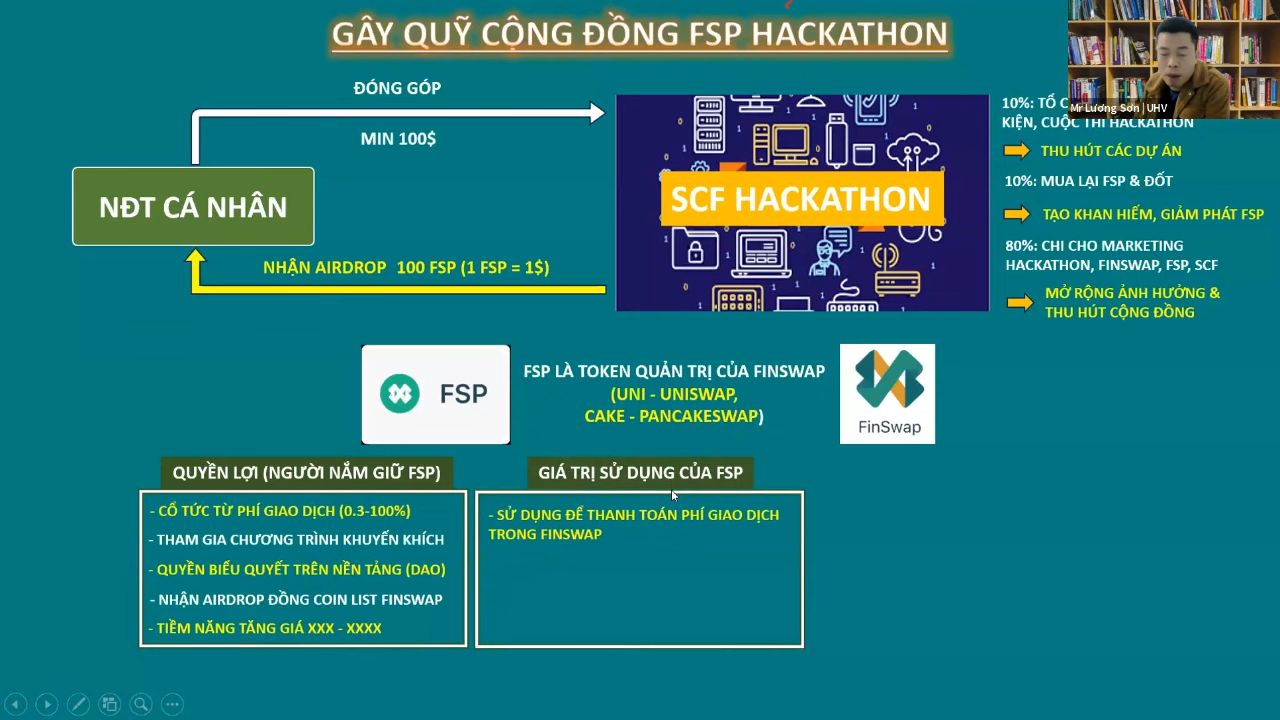 GÂY QUỸ CỘNG ĐỒNG FSP HACKATHON
Mr Lương Sơn | UHV
ĐÓNG GÓP
MIN 100$
NĐT CÁ NHÂN
NHẬN AIRDROP 100 FSP (1 FSP = 1$)
SCF HACKATHON
10%: TỔ
KIỆN, CUỘC THI HACKATHON
THU HÚT CÁC DỰ ÁN
10%: MUA LẠI FSP & ĐỐT
TẠO KHAN HIẾM, GIẢM PHÁT FSP
80%: CHI CHO MARKETING
HACKATHON, FINSWAP, FSP, SCF
MỞ RỘNG ẢNH HƯỞNG &
THU HÚT CỘNG ĐỒNG
FSP
FSP LÀ TOKEN QUẢN TRỊ CỦA FINSWAP
(UNI - UNISWAP,
CAKE - PANCAKESWAP)
FinSwap
QUYỀN LỢI (NGƯỜI NẮM GIỮ FSP)
- CỔ TỨC TỪ PHÍ GIAO DỊCH (0.3-100%)
- THAM GIA CHƯƠNG TRÌNH KHUYẾN KHÍCH
- QUYỀN BIỂU QUYẾT TRÊN NỀN TẢNG (DAO)
- NHẬN AIRDROP ĐỒNG COIN LIST FINSWAP
- TIỀM NĂNG TĂNG GIÁ XXX - XXXX
GIÁ TRỊ SỬ DỤNG CỦA FSP
- SỬ DỤNG ĐỂ THANH TOÁN PHÍ GIAO DỊCH
TRONG FINSWAP